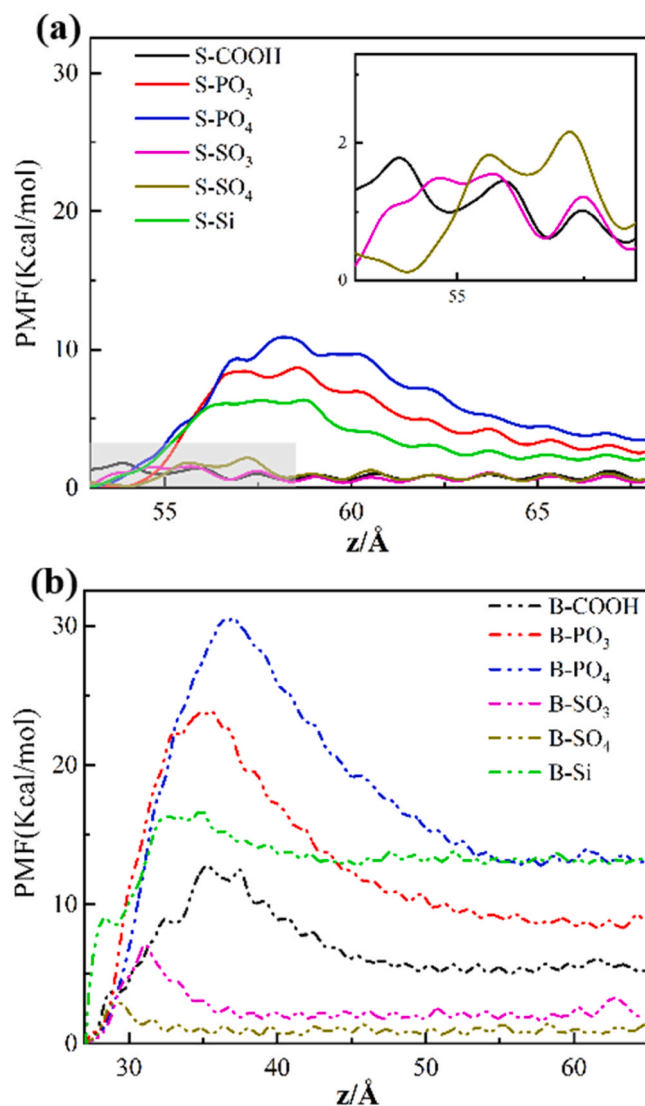 (a)
S-COOH
S-PO₃
S-PO₄
S-SO₃
S-SO₄
S-Si
2
0
55
30
20
10
0
PMF(Kcal/mol)
55 60 65
z/Å
(b)
B-COOH
B-PO₃
B-PO₄
B-SO₃
B-SO₄
B-Si
30
20
10
0
PMF(Kcal/mol)
30 40 50 60
z/Å